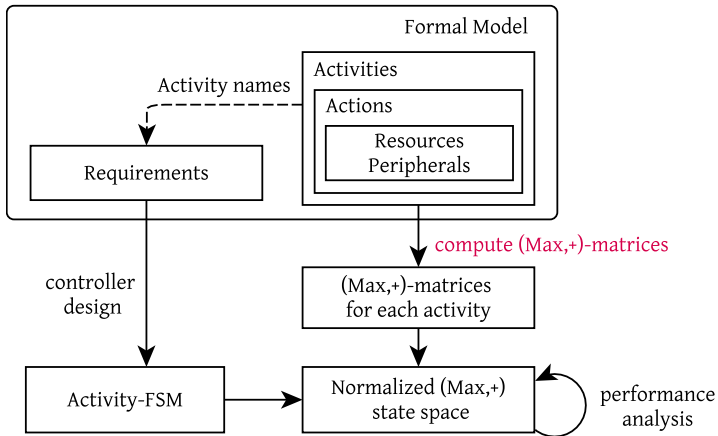 Formal Model
Activity names
Activities
Actions
Resources
Peripherals
Requirements
compute (Max,+)-matrices
controller
design
(Max,+)-matrices
for each activity
Activity-FSM
Normalized (Max,+)
state space
performance
analysis